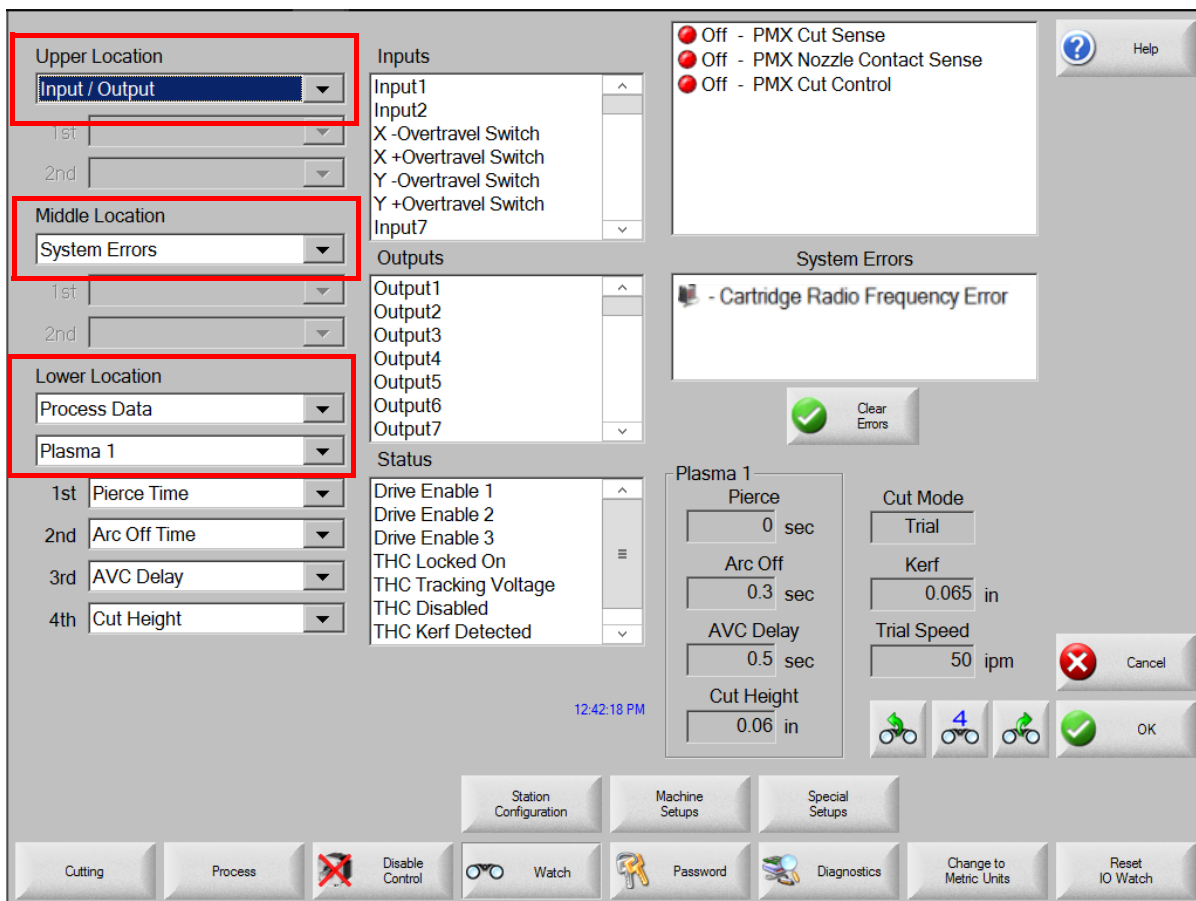 Upper Location
Input / Output
1st
2nd
Middle Location
System Errors
1st
2nd
Lower Location
Process Data
Plasma 1
1st Pierce Time
2nd Arc Off Time
3rd AVC Delay
4th Cut Height
Inputs
Input1
Input2
X -Overtravel Switch
X +Overtravel Switch
Y -Overtravel Switch
Y +Overtravel Switch
Input7
Outputs
Output1
Output2
Output3
Output4
Output5
Output6
Output7
Status
Drive Enable 1
Drive Enable 2
Drive Enable 3
THC Locked On
THC Tracking Voltage
THC Disabled
THC Kerf Detected
12:42:18 PM
Off - PMX Cut Sense
Off - PMX Nozzle Contact Sense
Off - PMX Cut Control
System Errors
- Cartridge Radio Frequency Error
Clear
Errors
Plasma 1
Pierce
0 sec
Arc Off
0.3 sec
AVC Delay
0.5 sec
Cut Height
0.06 in
Cut Mode
Trial
Kerf
0.065 in
Trial Speed
50 ipm
4
? Help
Cancel
OK
Station
Configuration
Machine
Setups
Special
Setups
Cutting
Process
Disable
Control
Watch
Password
Diagnostics
Change to
Metric Units
Reset
IO Watch